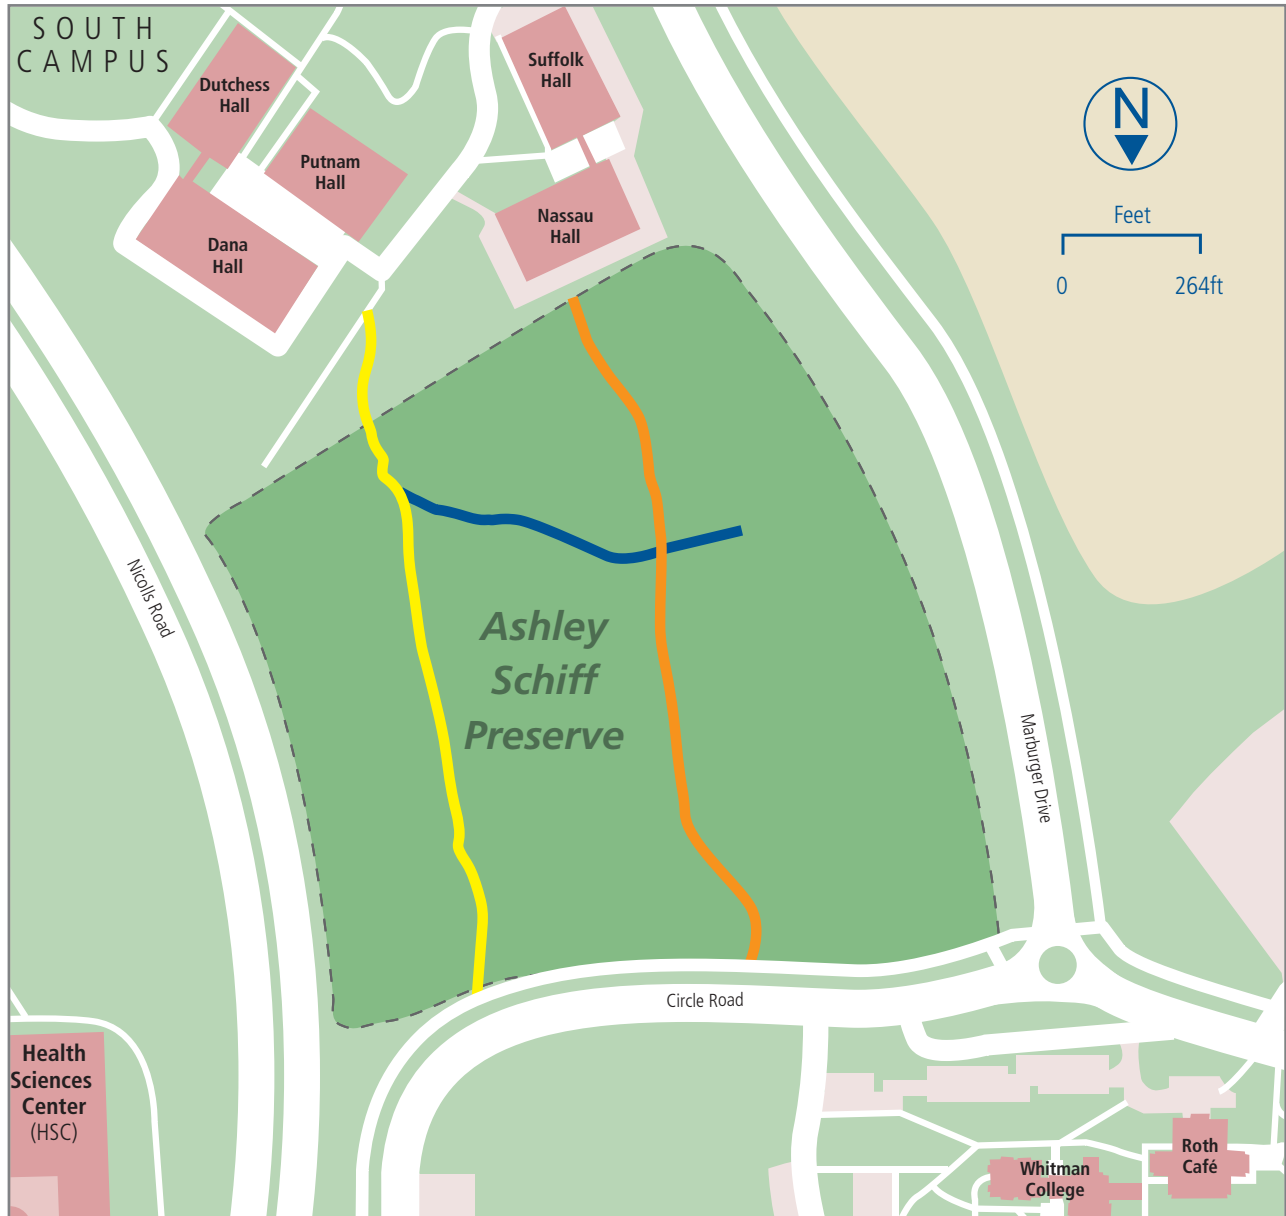 SOUTH
CAMPUS
Dutchess
Hall
Putnam
Hall
Dana
Hall
Suffolk
Hall
Nassau
Hall
N
Feet
0
264ft
Nicolls Road
Ashley
Schiff
Preserve
Marburger Drive
Circle Road
Health
Sciences
Center
(HSC)
Whitman
College
Roth
Café